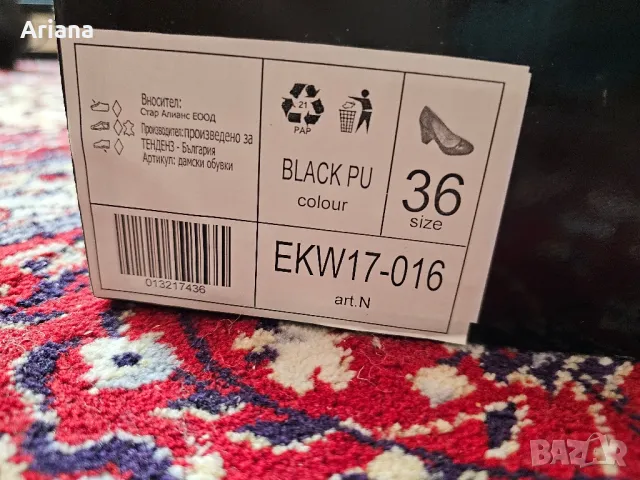 Ariana
Вносител:
Стар Алианс ЕООД
Производител:произведено за
ТЕНДЕНЗ - България
Артикул: дамски обувки
21
PAP
BLACK PU
colour
36
size
013217436
EKW17-016
art.N
BAZAR